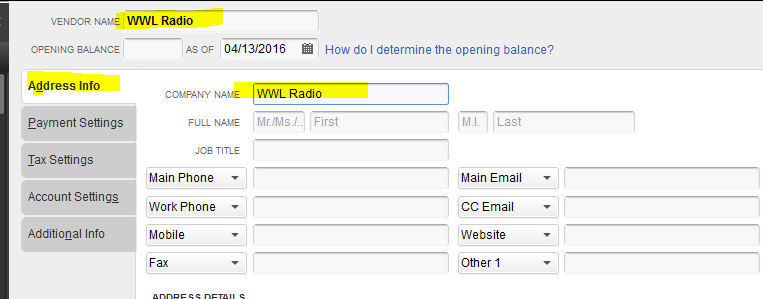 VENDOR NAME WWL Radio
OPENING BALANCE AS OF 04/13/2016 How do I determine the opening balance?
Address Info
Payment Settings
Tax Settings
Account Settings
Additional Info
COMPANY NAME WWL Radio
FULL NAME Mr./Ms./.. First M.I. Last
JOB TITLE
Main Phone Main Email
Work Phone CC Email
Mobile Website
Fax Other 1
ADDRESS DETAILS